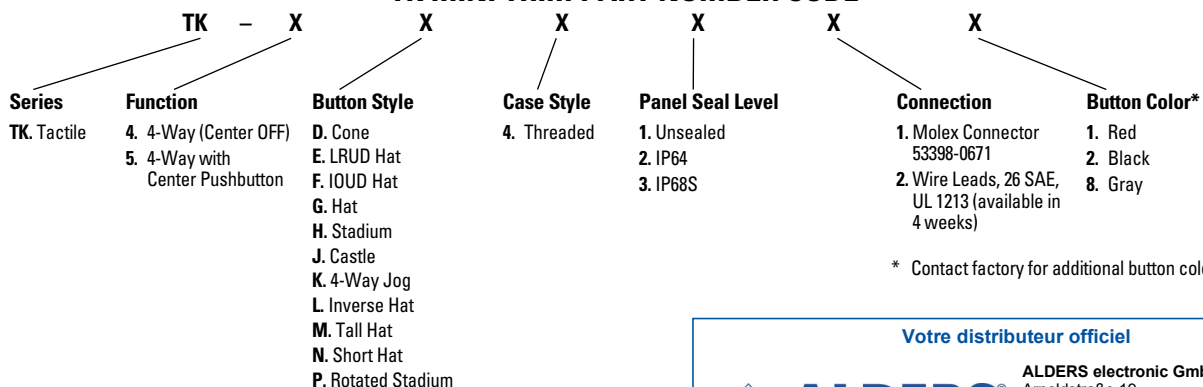 TK – X X X X X X
Series
TK. Tactile
Function
4. 4-Way (Center OFF)
5. 4-Way with
Center Pushbutton
Button Style
D. Cone
E. LRUD Hat
F. IOUD Hat
G. Hat
H. Stadium
J. Castle
K. 4-Way Jog
L. Inverse Hat
M. Tall Hat
N. Short Hat
P. Rotated Stadium
Case Style
4. Threaded
Panel Seal Level
1. Unsealed
2. IP64
3. IP68S
Connection
1. Molex Connector
53398-0671
2. Wire Leads, 26 SAE,
UL 1213 (available in
4 weeks)
Button Color*
1. Red
2. Black
8. Gray
* Contact factory for additional button
Votre distributeur officiel
ALDERS®
ALDERS electronic